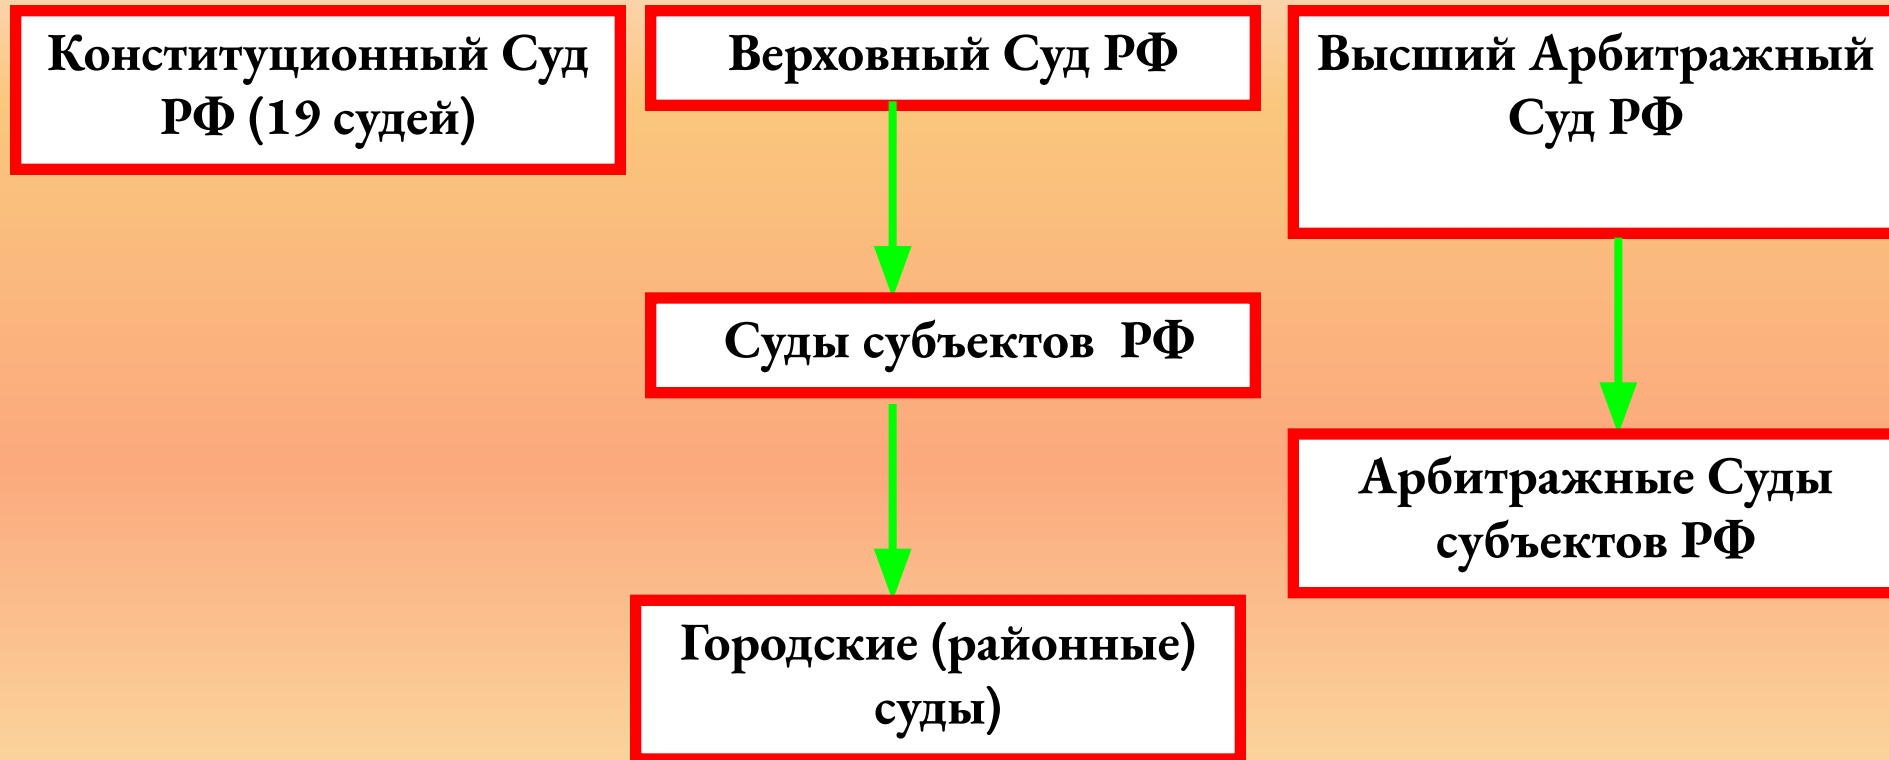 Конституционный Суд
РФ (19 судей)
Верховный Суд РФ
Высший Арбитражный
Суд РФ
Суды субъектов РФ
Арбитражные Суды
субъектов РФ
Городские (районные)
суды)